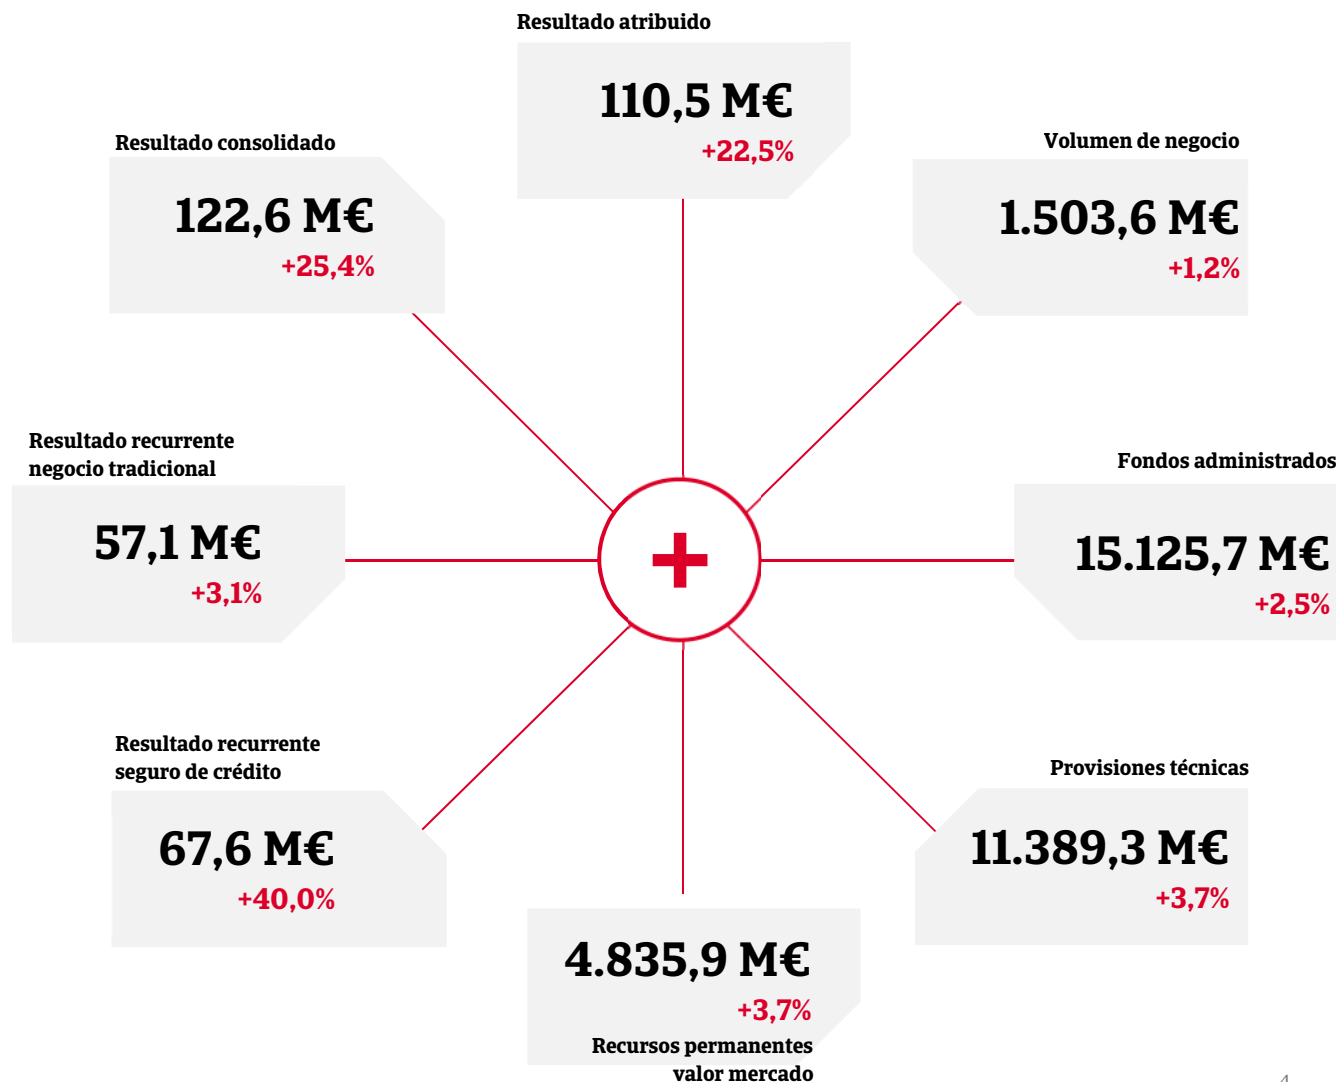 Resultado atribuido
110,5 M€
+22,5%
Resultado consolidado
122,6 M€
+25,4%
Volumen de negocio
1.503,6 M€
+1,2%
Resultado recurrente
negocio tradicional
57,1 M€
+3,1%
Fondos administrados
15.125,7 M€
+2,5%
Resultado recurrente
seguro de crédito
67,6 M€
+40,0%
Provisiones técnicas
11.389,3 M€
+3,7%
4.835,9 M€
+3,7%
Recursos permanentes
valor mercado
4